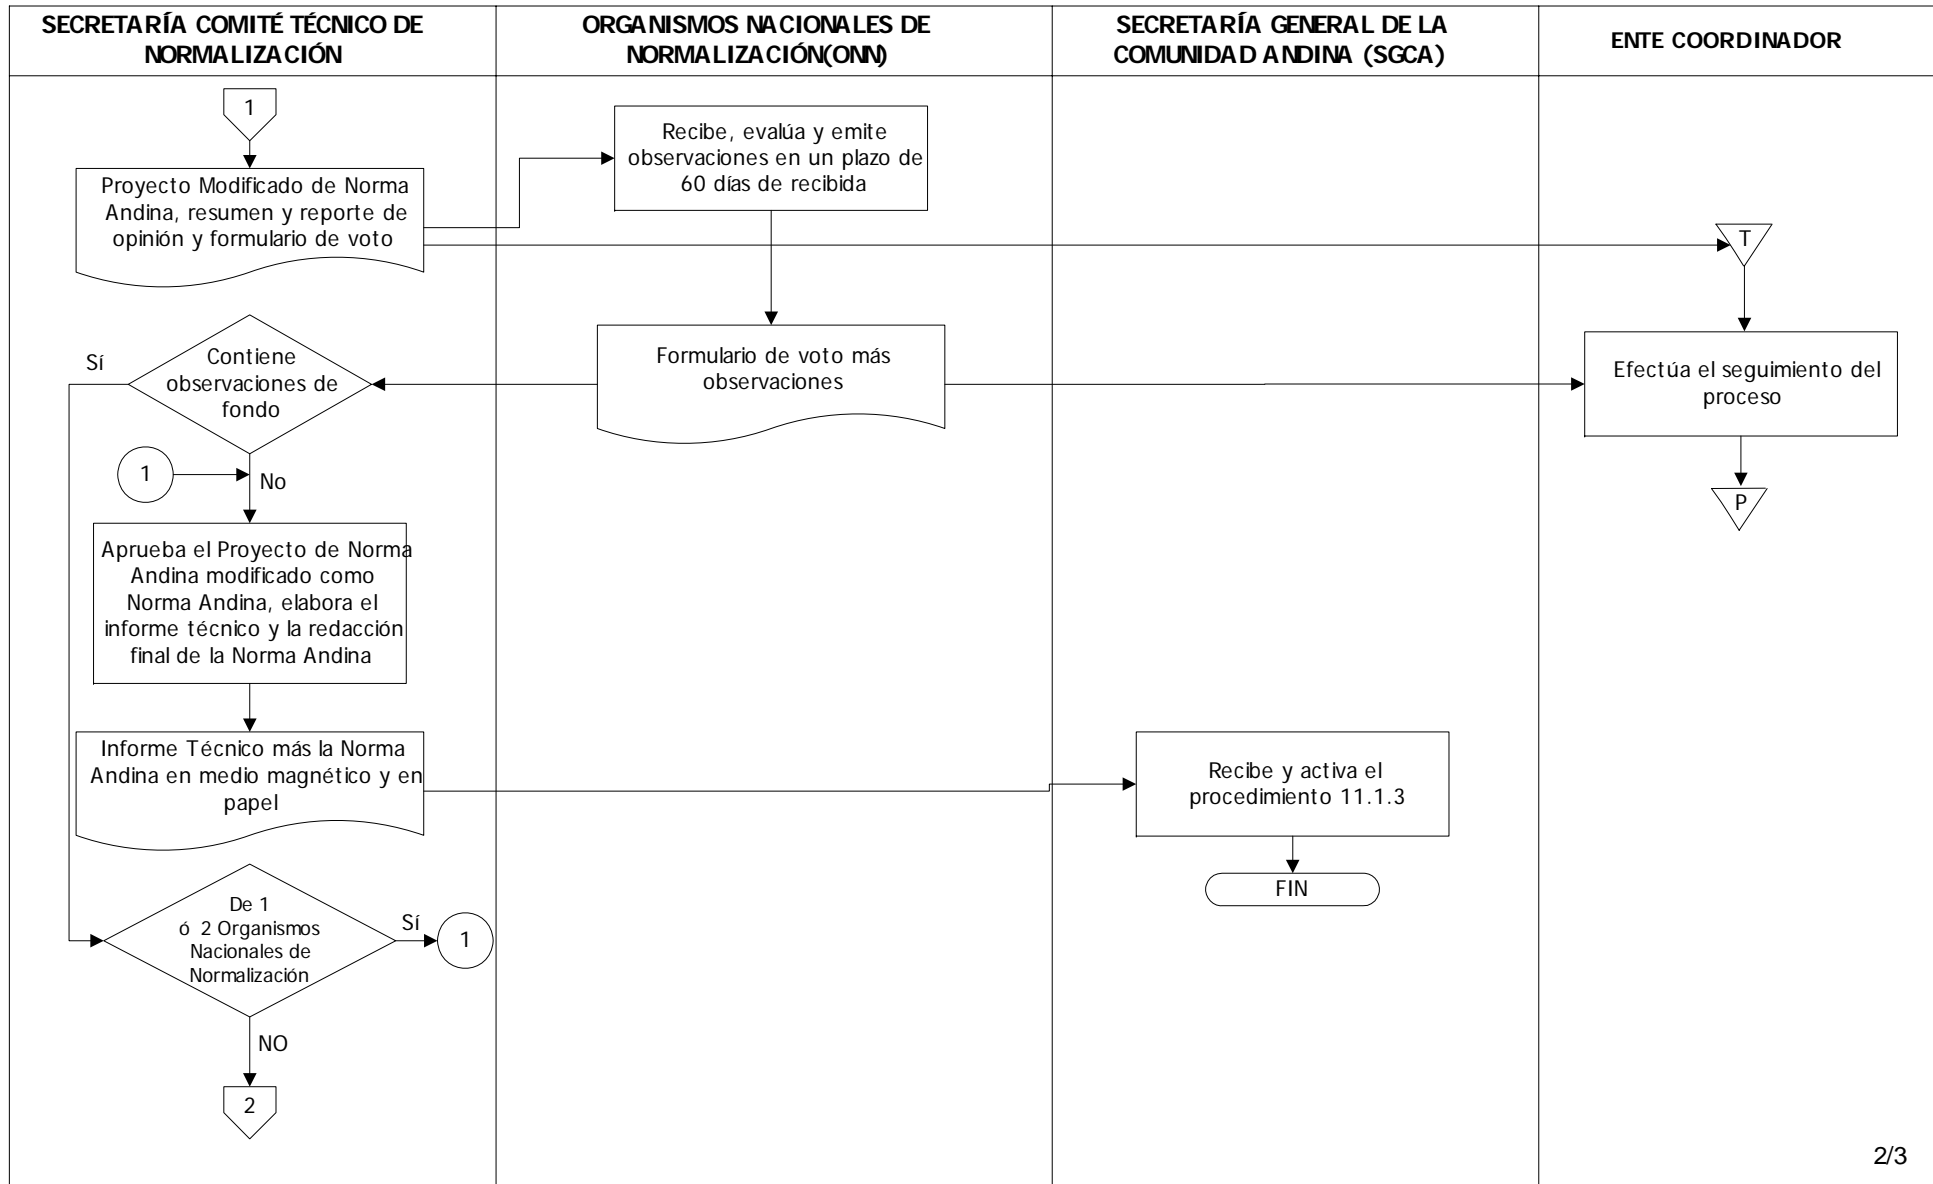 SECRETARÍA COMITÉ TÉCNICO DE
NORMALIZACIÓN
ORGANISMOS NACIONALES DE
NORMALIZACIÓN(ONN)
SECRETARÍA GENERAL DE LA
COMUNIDAD ANDINA (SGCA)
ENTE COORDINADOR
1
Proyecto Modificado de Norma
Andina, resumen y reporte de
opinión y formulario de voto
Recibe, evalúa y emite
observaciones en un plazo de
60 días de recibida
T
Sí
Contiene
observaciones de
fondo
Formulario de voto más
observaciones
Efectúa el seguimiento del
proceso
1
No
P
Aprueba el Proyecto de Norma
Andina modificado como
Norma Andina, elabora el
informe técnico y la redacción
final de la Norma Andina
Informe Técnico más la Norma
Andina en medio magnético y en
papel
Recibe y activa el
procedimiento 11.1.3
FIN
De 1
ó 2 Organismos
Nacionales de
Normalización
Sí
1
NO
2
2/3